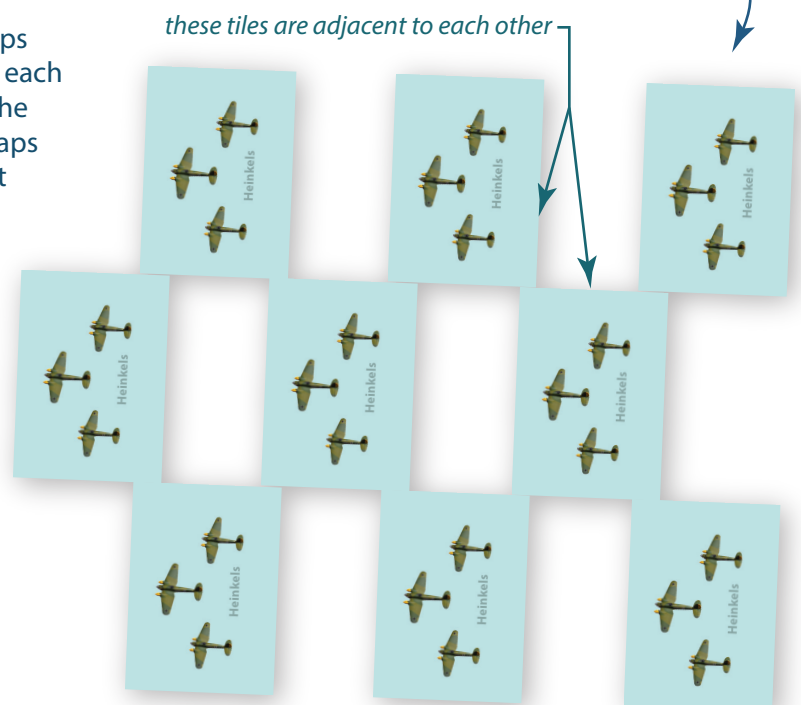 these tiles are adjacent to each other
ps
each
he
aps
t
Heinkels
Heinkels
Heinkels
Heinkels
Heinkels
Heinkels
Heinkels
Heinkels
Heinkels